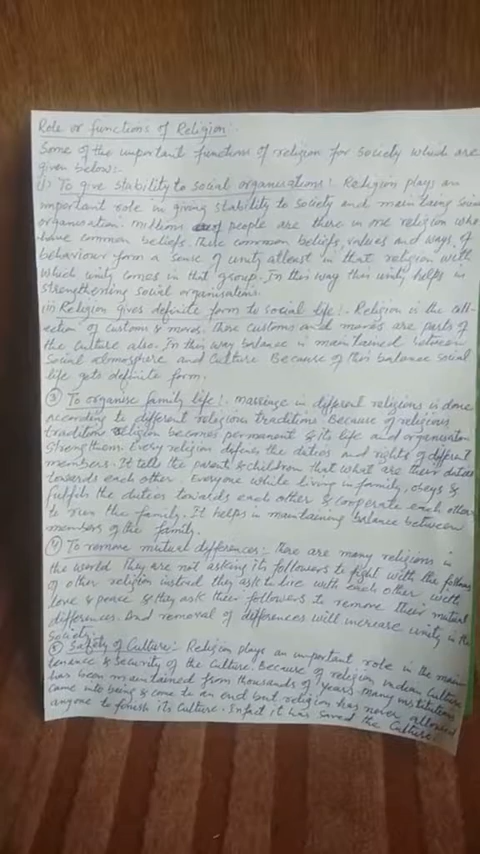 Role or functions of Religion:
Some of the important functions of religion for society which are
given below:-
(i) To give stability to social organisations: Religion plays an
important role in giving stability to society and maintaining social
organisation. millions of people are there in one religion who
have common beliefs. These common beliefs, values and ways of
behaviour form a sense of unity atleast in that religion with
which unity comes in that group. In this way this unity helps in
strengthening social organisations.
(ii) Religion gives definite form to social life!- Religion is the coll-
ection of customs & mores. These customs and mores are parts of
the culture also. In this way balance is maintained between
Social atmosphere and Culture Because of this balance social
life gets definite form.
(3) To organise family life!- marriage in different religions is done
According to different religious traditions. Because of religious
traditions religion becomes permanent & its life and organisation
strengthens. Every religion defines the duties and rights of different
members. It tells the parent & children that what are their duties
towards each other. Everyone while living in family, obeys &
fulfils the duties towards each other & cooperate each other
to run the family. It helps in maintaining balance between
members of the family.
(4) To remove mutual differences:- There are many religions in
the world. They are not asking its followers to fight with the followers
of other religion instead they ask to live with each other with
love & peace & they ask their followers to remove their mutual
differences. And removal of differences will increase unity in the
Society.
(5) Safety of Culture:- Religion plays an important role in the main-
tenance & security of the Culture. Because of religion indian Culture
has been maintained from thousands of years. many institutions
came into being & come to an end but religion has never allowed
anyone to finish its Culture. Infact it has saved the Culture.